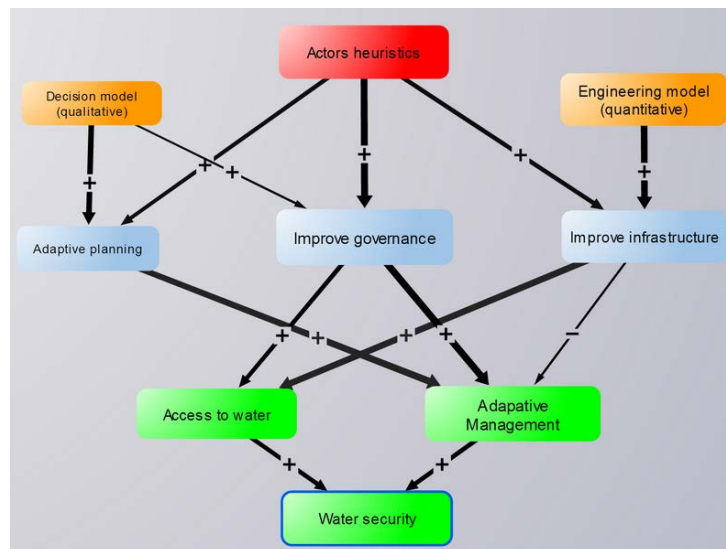 Actors heuristics
Decision model
(qualitative)
Engineering model
(quantitative)
+
+
+
+
+
+
Adaptive planning
Improve governance
Improve infrastructure
+
+
+
+
−
Access to water
Adapative
Management
+
+
Water security